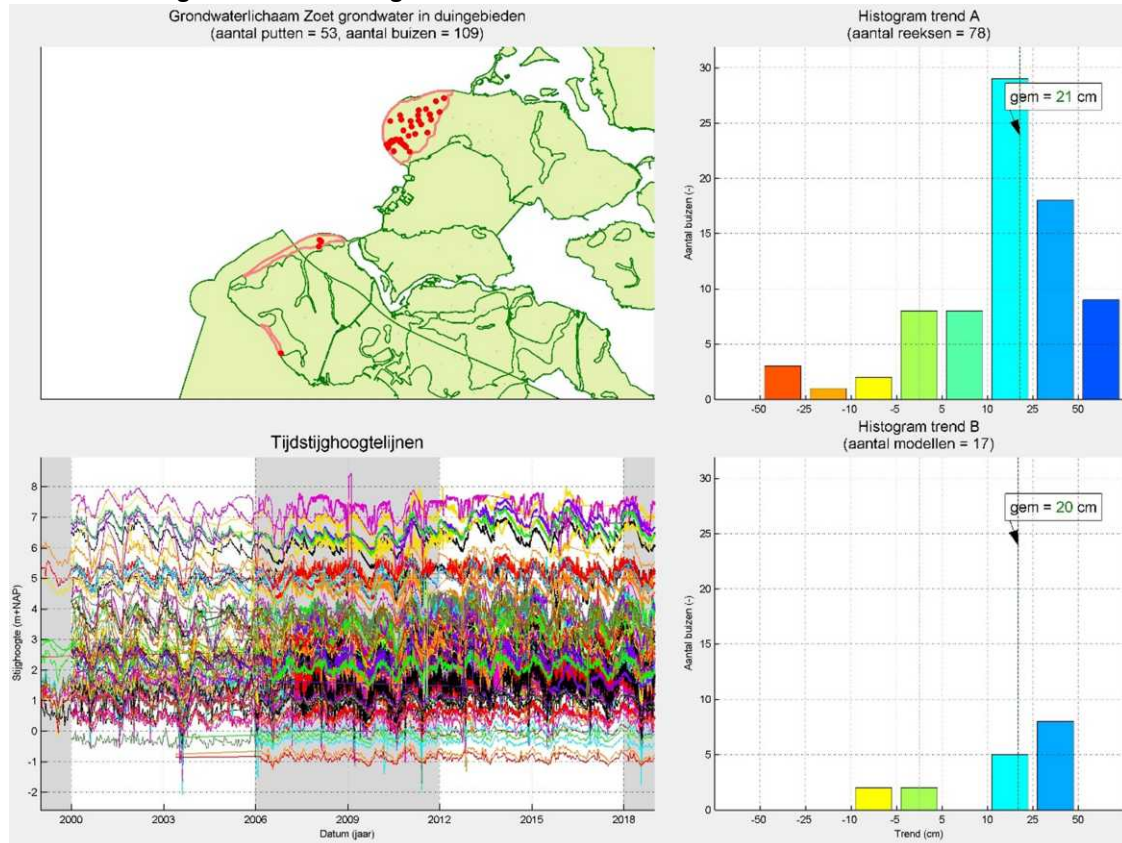 Grondwaterlichaam Zoet grondwater in duingebieden
(aantal putten = 53, aantal buizen = 109)
Histogram trend A
(aantal reeksen = 78)
gem = 21 cm
Aantal buizen (-)
30
25
20
15
10
5
0
-50 -25 -10 -5 5 10 25 50
Tijdstijghoogtelijnen
Stijghoogte (m+NAP)
8
7
6
5
4
3
2
1
0
-1
-2
2000 2003 2006 2009 2012 2015 2018
Datum (jaar)
Histogram trend B
(aantal modellen = 17)
gem = 20 cm
Aantal buizen (-)
30
25
20
15
10
5
0
-50 -25 -10 -5 5 10 25 50
Trend (cm)